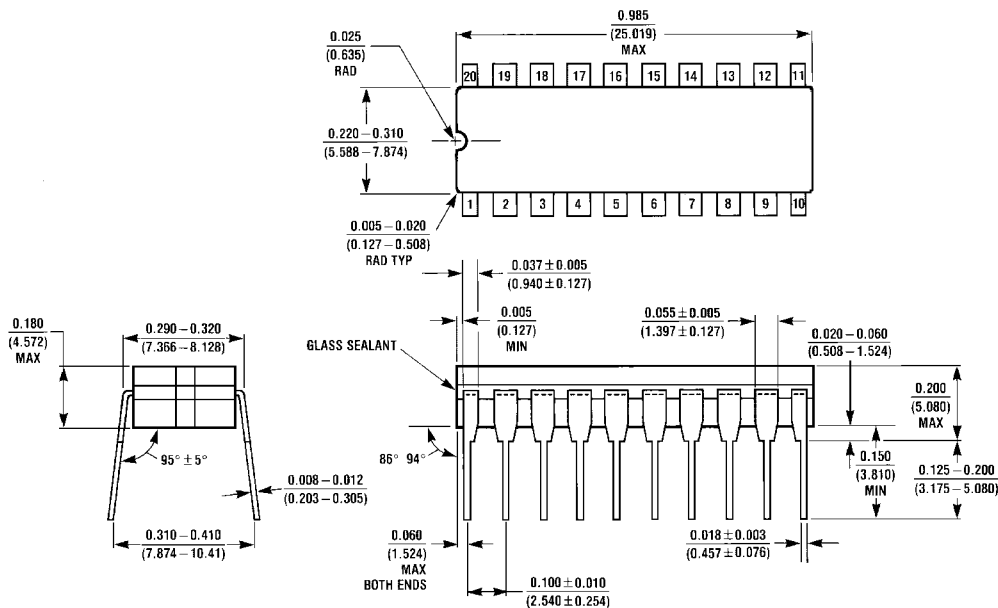 0.985
(25.019)
MAX
0.025
(0.635)
RAD
20 19 18 17 16 15 14 13 12 11
0.220–0.310
(5.588–7.874)
1 2 3 4 5 6 7 8 9 10
0.005–0.020
(0.127–0.508)
RAD TYP
0.037 ± 0.005
(0.940 ± 0.127)
0.005
(0.127)
MIN
0.055 ± 0.005
(1.397 ± 0.127)
0.020–0.060
(0.508–1.524)
0.180
(4.572)
MAX
0.290–0.320
(7.366–8.128)
GLASS SEALANT
0.200
(5.080)
MAX
95° ± 5°
86° 94°
0.150
(3.810)
MIN
0.125–0.200
(3.175–5.080)
0.008–0.012
(0.203–0.305)
0.310–0.410
(7.874–10.41)
0.060
(1.524)
MAX
BOTH ENDS
0.018 ± 0.003
(0.457 ± 0.076)
0.100 ± 0.010
(2.540 ± 0.254)